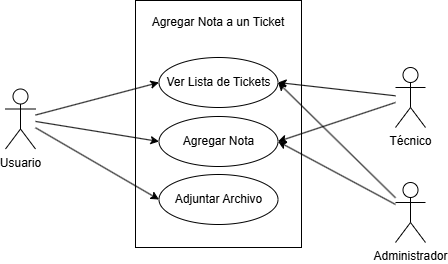 Agregar Nota a un Ticket
Ver Lista de Tickets
Usuario
Agregar Nota
Técnico
Adjuntar Archivo
Administrador